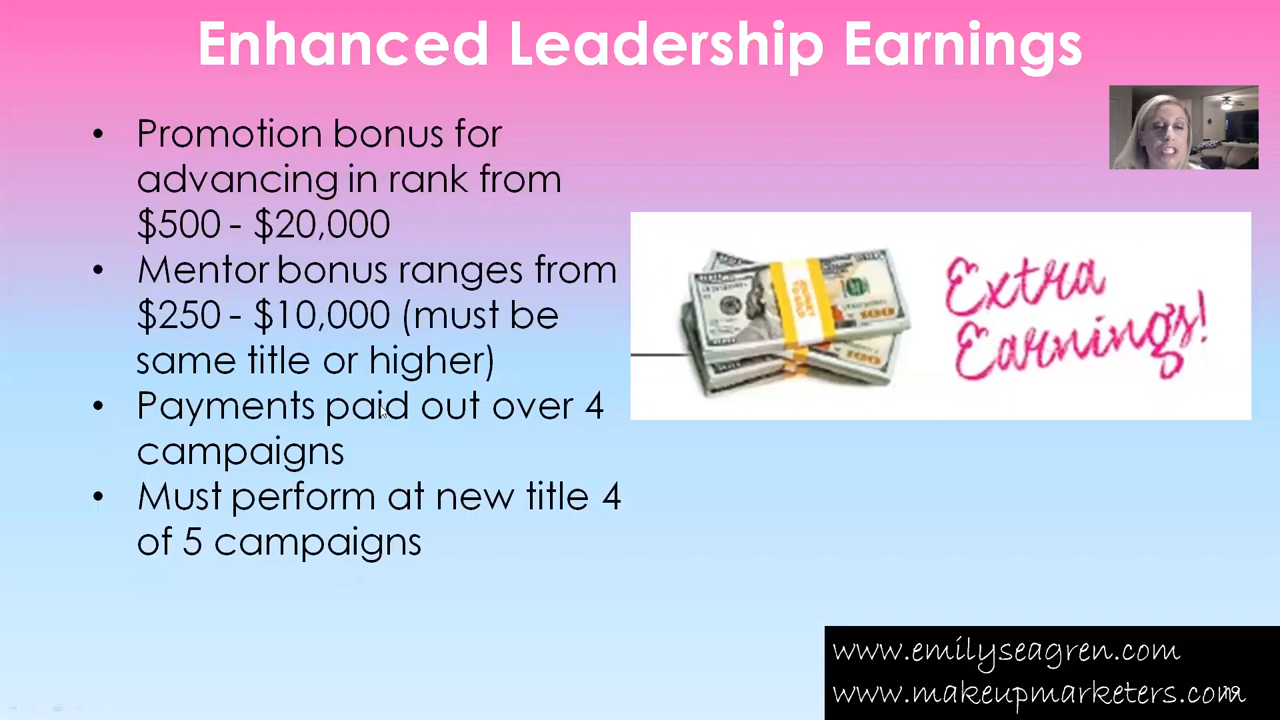 Enhanced Leadership Earnings
• Promotion bonus for
advancing in rank from
$500 - $20,000
• Mentor bonus ranges from
$250 - $10,000 (must be
same title or higher)
• Payments paid out over 4
campaigns
• Must perform at new title 4
of 5 campaigns
Extra
Earnings!
100
100
www.emilyseagren.com
www.makeupmarketers.com